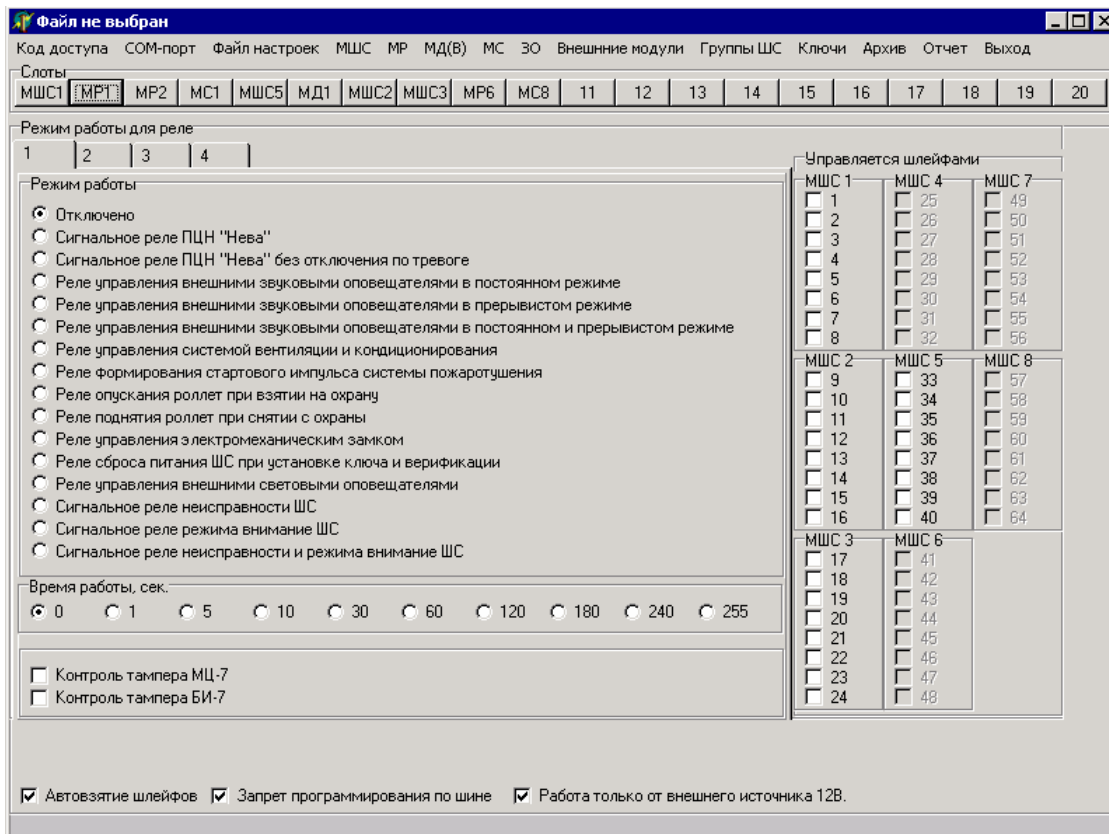 Файл не выбран
Код доступа COM-порт Файл настроек МШС МР МД(В) МС ЗО Внешнние модули Группы ШС Ключи Архив Отчет Выход
Слоты
МШС1 МР1 МР2 МС1 МШС5 МД1 МШС2 МШС3 МР6 МС8 11 12 13 14 15 16 17 18 19 20
Режим работы для реле
1 2 3 4
Режим работы
Отключено
Сигнальное реле ПЦН "Нева"
Сигнальное реле ПЦН "Нева" без отключения по тревоге
Реле управления внешними звуковыми оповещателями в постоянном режиме
Реле управления внешними звуковыми оповещателями в прерывистом режиме
Реле управления внешними звуковыми оповещателями в постоянном и прерывистом режиме
Реле управления системой вентиляции и кондиционирования
Реле формирования стартового импульса системы пожаротушения
Реле опускания роллет при взятии на охрану
Реле поднятия роллет при снятии с охраны
Реле управления электромеханическим замком
Реле сброса питания ШС при установке ключа и верификации
Реле управления внешними световыми оповещателями
Сигнальное реле неисправности ШС
Сигнальное реле режима внимание ШС
Сигнальное реле неисправности и режима внимание ШС
Время работы, сек.
0 1 5 10 30 60 120 180 240 255
Контроль тампера МЦ-7
Контроль тампера БИ-7
Управляется шлейфами
МШС 1 МШС 4 МШС 7
1 25 49
2 26 50
3 27 51
4 28 52
5 29 53
6 30 54
7 31 55
8 32 56
МШС 2 МШС 5 МШС 8
9 33 57
10 34 58
11 35 59
12 36 60
13 37 61
14 38 62
15 39 63
16 40 64
МШС 3 МШС 6
17 41
18 42
19 43
20 44
21 45
22 46
23 47
24 48
Автовзятие шлейфов Запрет программирования по шине Работа только от внешнего источника 12В.